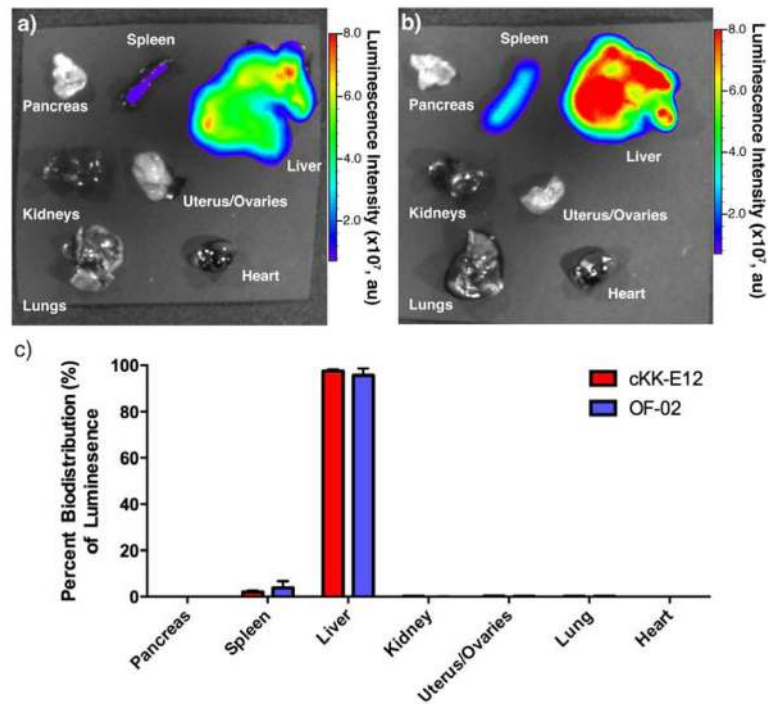 a)
Spleen
Pancreas
Liver
Kidneys
Uterus/Ovaries
Lungs
Heart
8.0
6.0
4.0
2.0
Luminescence Intensity (x10⁷, au)
b)
Spleen
Pancreas
Liver
Kidneys
Uterus/Ovaries
Lungs
Heart
8.0
6.0
4.0
2.0
Luminescence Intensity (x10⁷, au)
c)
Percent Biodistribution (%)
of Luminesence
100
80
60
40
20
0
cKK-E12
OF-02
Pancreas
Spleen
Liver
Kidney
Uterus/Ovaries
Lung
Heart